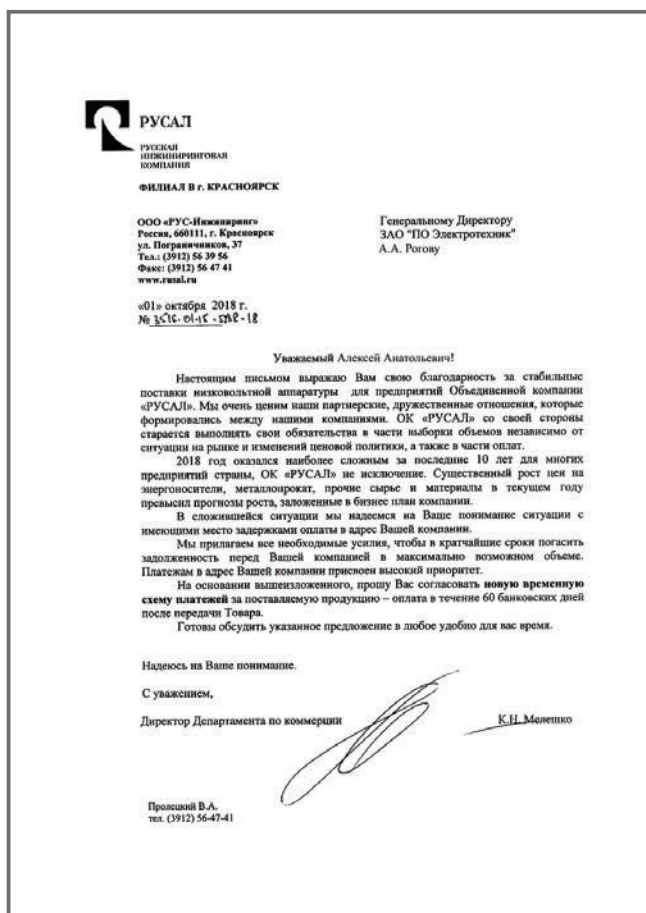 РУСАЛ
РУССКАЯ
ИНЖИНИРИНГОВАЯ
КОМПАНИЯ
ФИЛИАЛ В г. КРАСНОЯРСК
ООО «РУС-Инжиниринг»
Россия, 660111, г. Красноярск
ул. Пограничников, 37
Тел.: (3912) 56 39 56
Факс: (3912) 56 47 41
www.rusal.ru
Генеральному Директору
ЗАО "ПО Электротехник"
А.А. Рогову
«01» октября 2018 г.
№
Уважаемый Алексей Анатольевич!
Настоящим письмом выражаю Вам свою благодарность за стабильные
поставки низковольтной аппаратуры для предприятий Объединенной компании
«РУСАЛ». Мы очень ценим наши партнерские, дружественные отношения, которые
формировались между нашими компаниями. ОК «РУСАЛ» со своей стороны
старается выполнять свои обязательства в части выборки объемов независимо от
ситуации на рынке и изменений ценовой политики, а также в части оплат.
2018 год оказался наиболее сложным за последние 10 лет для многих
предприятий страны, ОК «РУСАЛ» не исключение. Существенный рост цен на
энергоносители, металлопрокат, прочие сырье и материалы в текущем году
превысил прогнозы роста, заложенные в бизнес план компании.
В сложившейся ситуации мы надеемся на Ваше понимание ситуации с
имеющими место задержками оплаты в адрес Вашей компании.
Мы прилагаем все необходимые усилия, чтобы в кратчайшие сроки погасить
задолженность перед Вашей компанией в максимально возможном объеме.
Платежам в адрес Вашей компании присвоен высокий приоритет.
На основании вышеизложенного, прошу Вас согласовать новую временную
схему платежей за поставляемую продукцию – оплата в течение 60 банковских дней
после передачи Товара.
Готовы обсудить указанное предложение в любое удобно для вас время.
Надеюсь на Ваше понимание.
С уважением,
Директор Департамента по коммерции
К.Н. Мелешко
Пролецкий В.А.
тел. (3912) 56-47-41